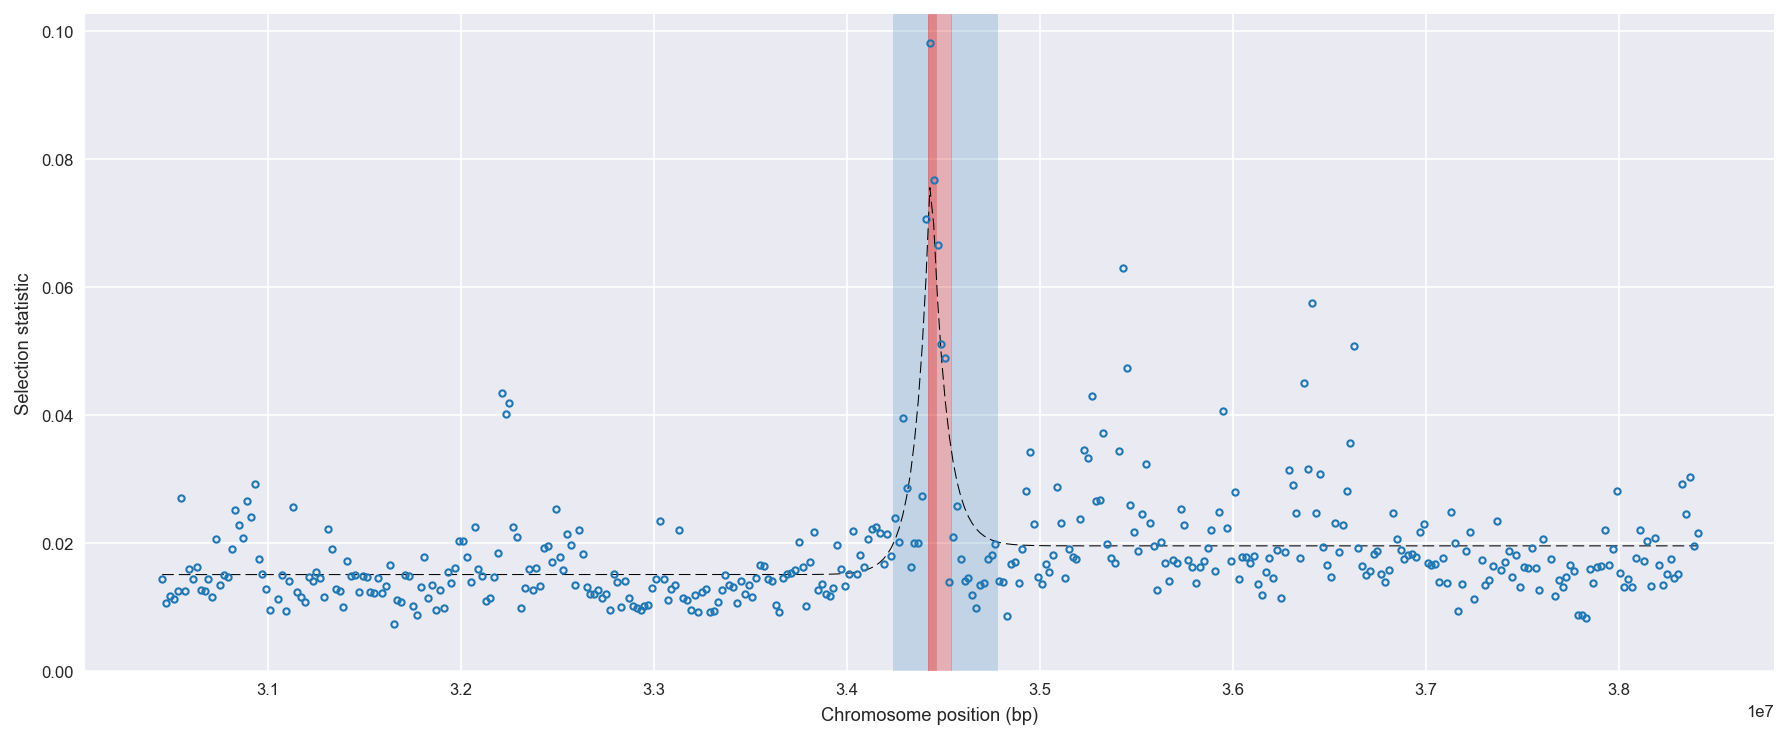 0.10
0.08
0.06
0.04
0.02
0.00
Selection statistic
3.1 3.2 3.3 3.4 3.5 3.6 3.7 3.8
Chromosome position (bp)
1e7